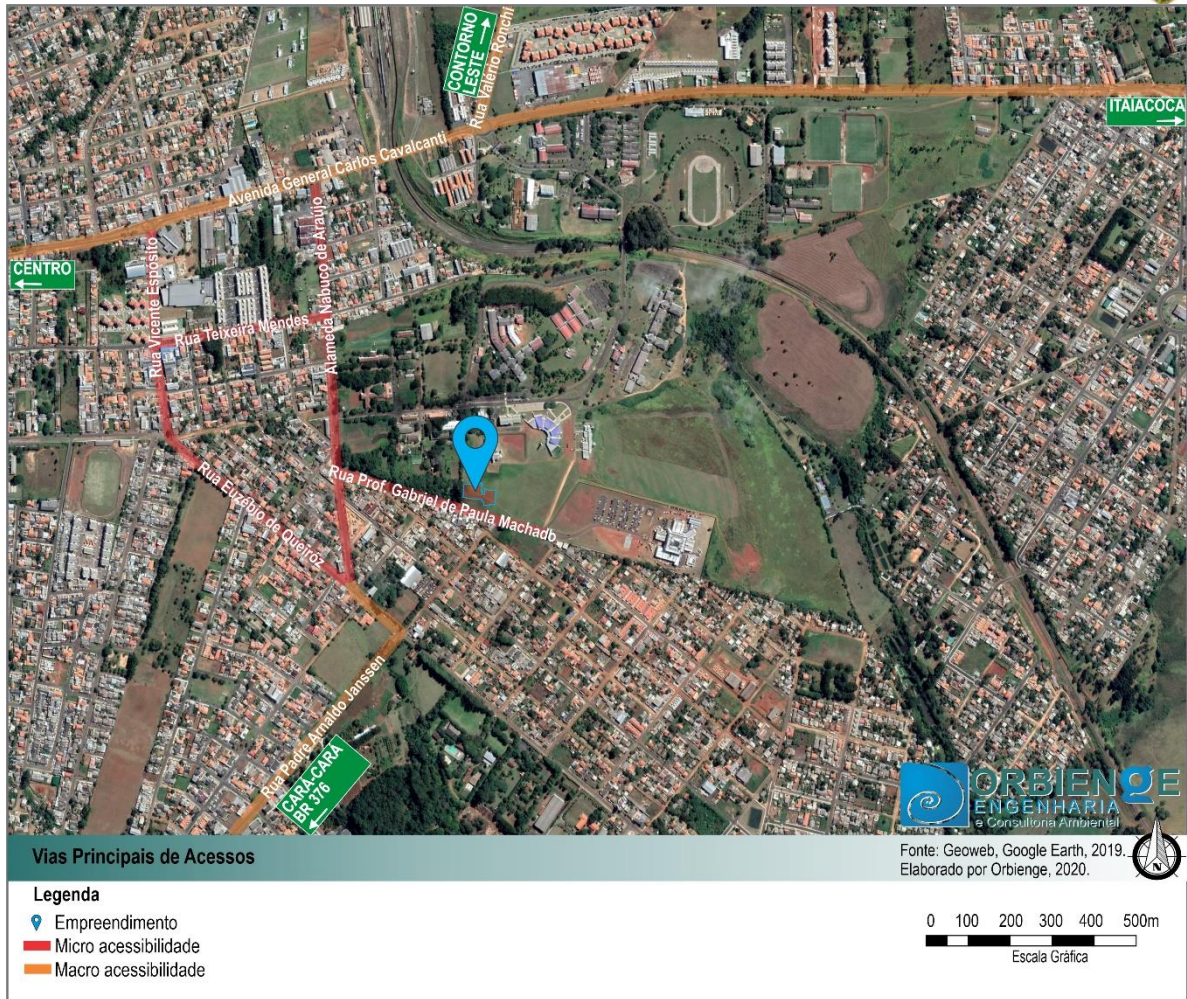 CONTORNO
LESTE
Rua Valério Ronchi
ITAIACOCA
Avenida General Carlos Cavalcanti
CENTRO
Rua Vicente Espósito
Rua Teixeira Mendes
Alameda Nabuco de Araujo
Rua Euzébio de Queiróz
Rua Prof. Gabriel de Paula Machado
Rua Padre Arnaldo Janssen
CARÁ-CARÁ
BR 376
ORBIENGE
ENGENHARIA
e Consultoria Ambiental
Vias Principais de Acessos
Fonte: Geoweb, Google Earth, 2019.
Elaborado por Orbienge, 2020.
N
Legenda
Empreendimento
Micro acessibilidade
Macro acessibilidade
0 100 200 300 400 500m
Escala Gráfica